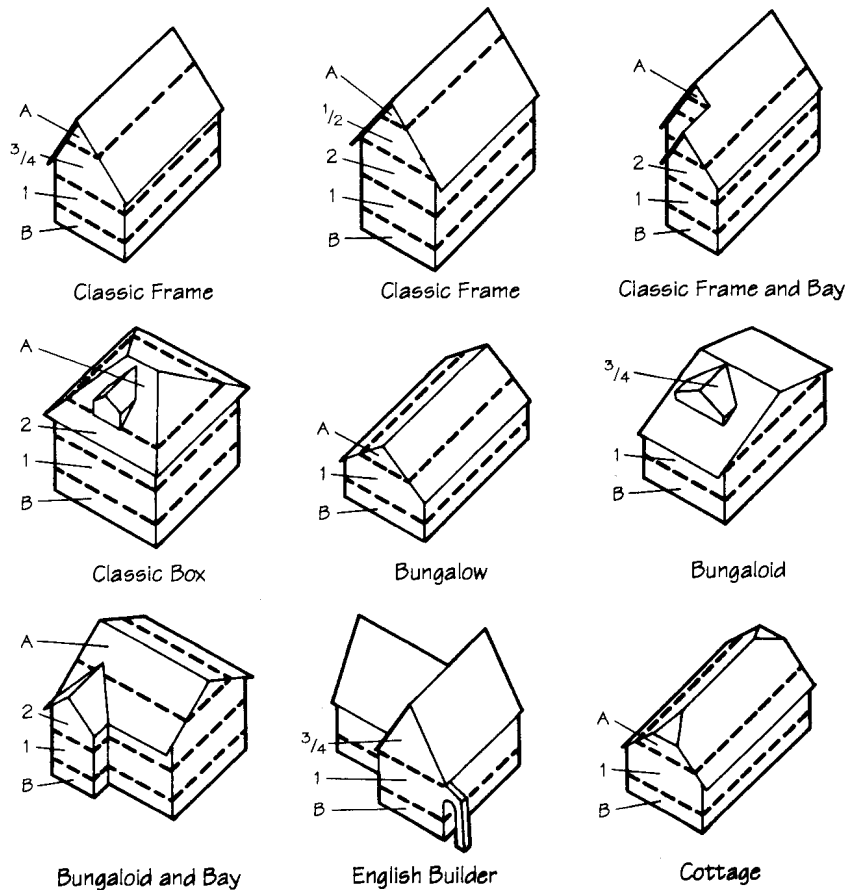 A
3/4
1
B
Classic Frame
A
1/2
2
1
B
Classic Frame
A
2
1
B
Classic Frame and Bay
A
2
1
B
Classic Box
A
1
B
Bungalow
3/4
1
B
Bungaloid
A
2
1
B
Bungaloid and Bay
3/4
1
B
English Builder
A
1
B
Cottage